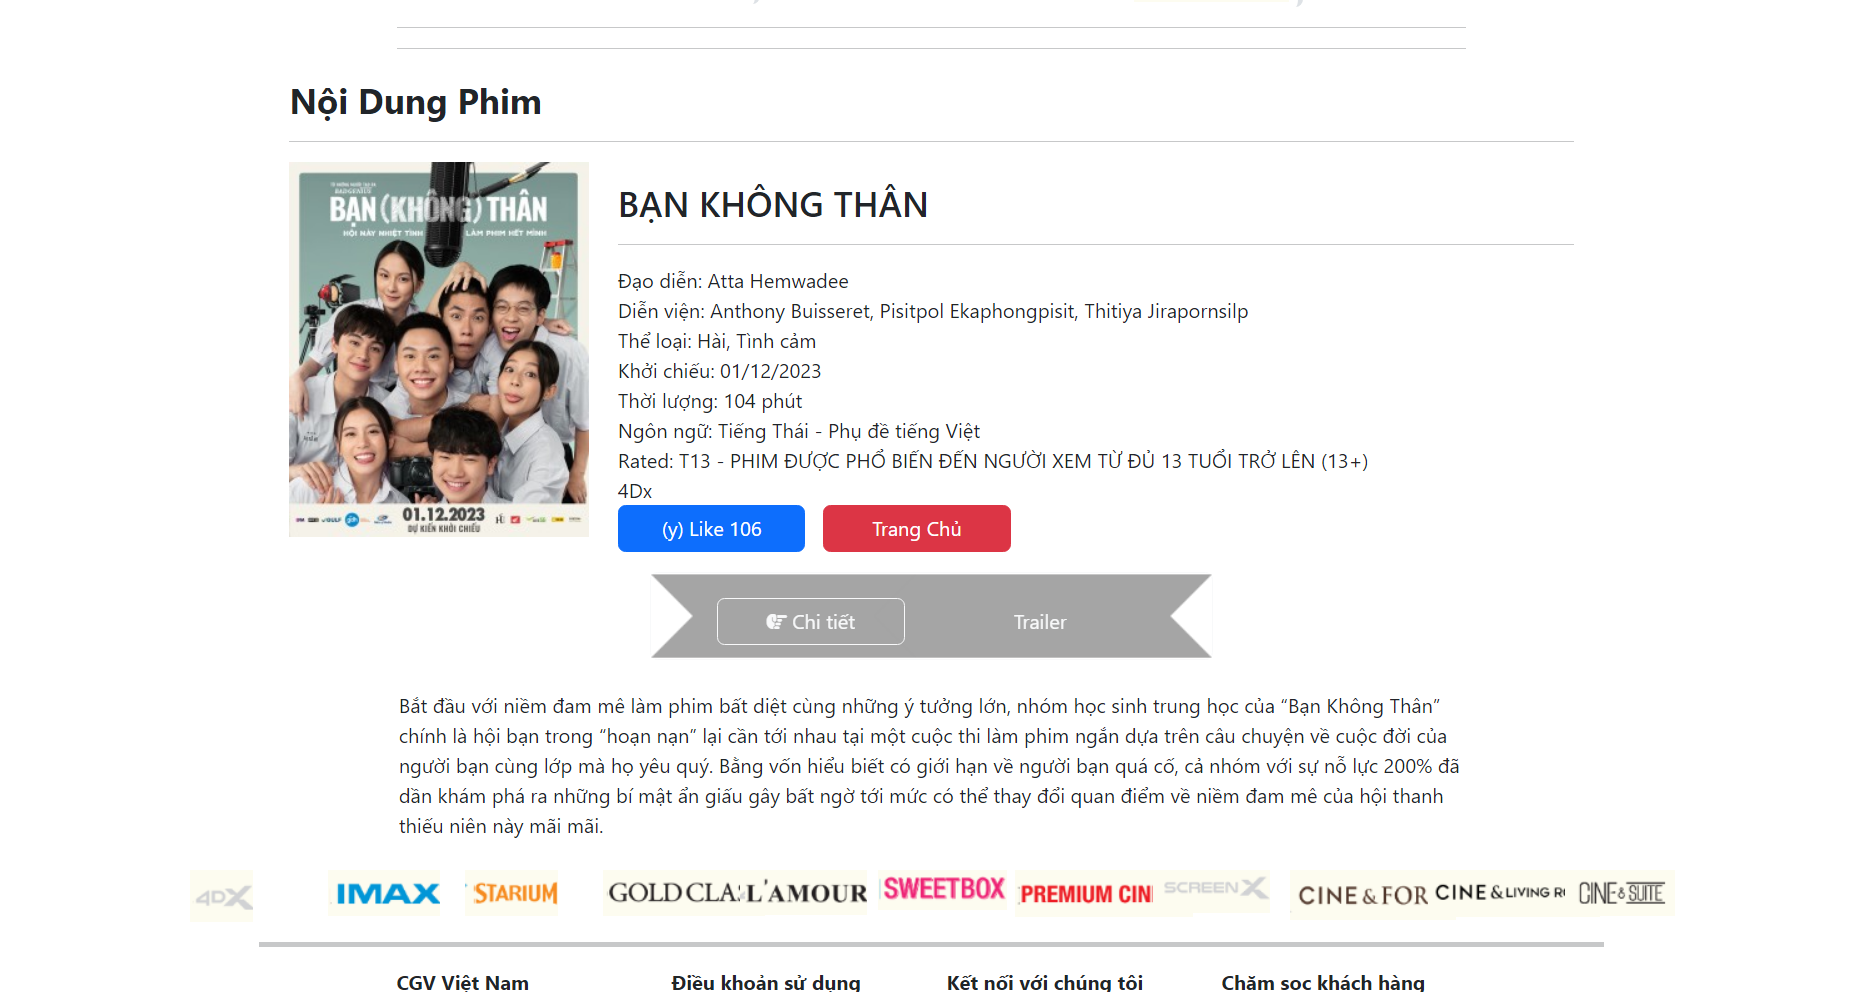 Nội Dung Phim
BADGENIUS
BẠN (KHÔNG) THÂN
HỘI NÀY NHIỆT TÌNH LÀM PHIM HẾT MÌNH
01.12.2023
DỰ KIẾN KHỞI CHIẾU
BẠN KHÔNG THÂN
Đạo diễn: Atta Hemwadee
Diễn viện: Anthony Buisseret, Pisitpol Ekaphongpisit, Thitiya Jirapornsilp
Thể loại: Hài, Tình cảm
Khởi chiếu: 01/12/2023
Thời lượng: 104 phút
Ngôn ngữ: Tiếng Thái - Phụ đề tiếng Việt
Rated: T13 - PHIM ĐƯỢC PHỔ BIẾN ĐẾN NGƯỜI XEM TỪ ĐỦ 13 TUỔI TRỞ LÊN (13+)
4Dx
(y) Like 106 Trang Chủ
Chi tiết Trailer
Bắt đầu với niềm đam mê làm phim bất diệt cùng những ý tưởng lớn, nhóm học sinh trung học của “Bạn Không Thân”
chính là hội bạn trong “hoạn nạn” lại cần tới nhau tại một cuộc thi làm phim ngắn dựa trên câu chuyện về cuộc đời của
người bạn cùng lớp mà họ yêu quý. Bằng vốn hiểu biết có giới hạn về người bạn quá cố, cả nhóm với sự nỗ lực 200% đã
dần khám phá ra những bí mật ẩn giấu gây bất ngờ tới mức có thể thay đổi quan điểm về niềm đam mê của hội thanh
thiếu niên này mãi mãi.
4DX IMAX STARIUM GOLD CLA L'AMOUR SWEETBOX PREMIUM CIN SCREENX CINE & FOR CINE & LIVING R CINE & SUITE
CGV Việt Nam Điều khoản sử dụng Kết nối với chúng tôi Chăm soc khách hàng